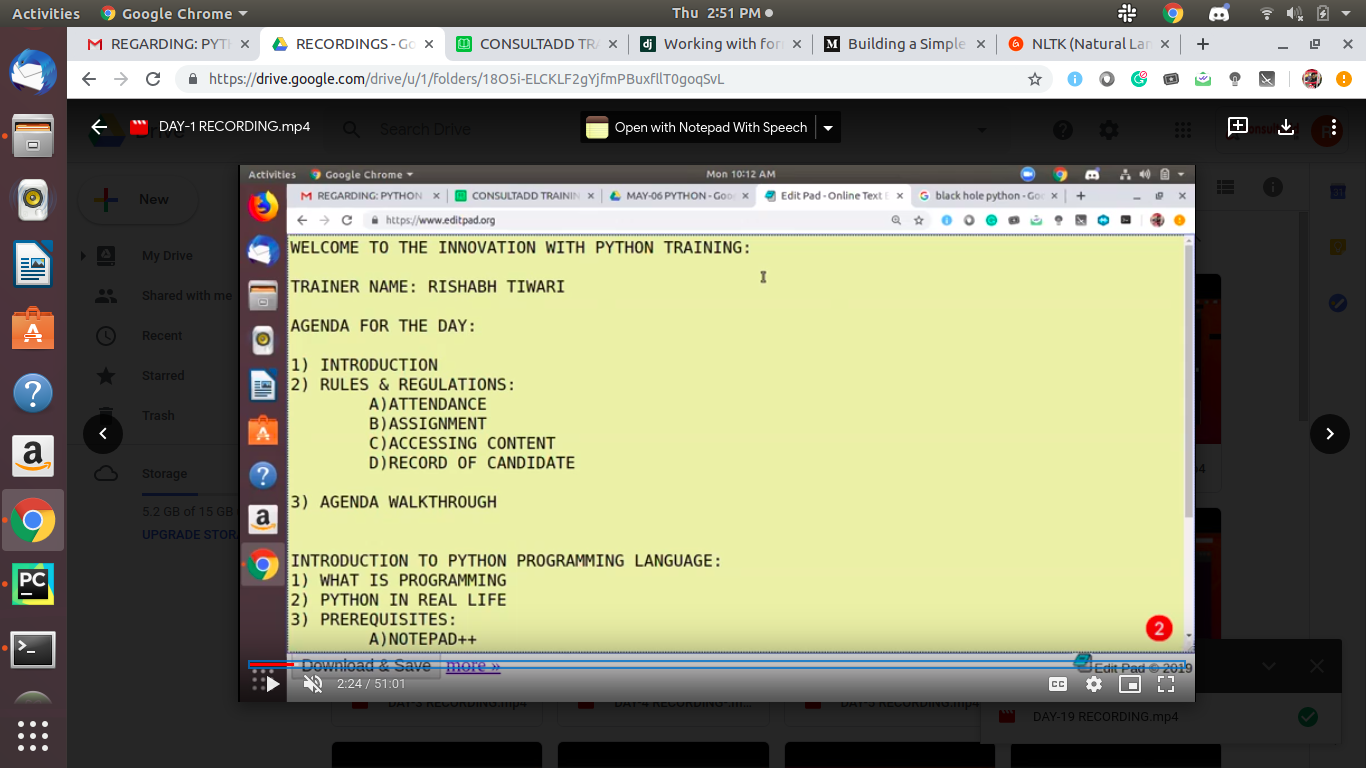 Activities Google Chrome Thu 2:51 PM
REGARDING: PYTH RECORDINGS - Go CONSULTADD TRA Working with for Building a Simple NLTK (Natural Lan
https://drive.google.com/drive/u/1/folders/18O5i-ELCKLF2gYjfmPBuxfllT0goqSvL
DAY-1 RECORDING.mp4 Search Drive Open with Notepad With Speech
Activities Google Chrome Mon 10:12 AM
REGARDING: PYTHON CONSULTADD TRAININ MAY-06 PYTHON - Goo Edit Pad - Online Text E black hole python - Go
https://www.editpad.org
New
My Drive
Shared with me
Recent
Starred
Trash
Storage
5.2 GB of 15 GB
UPGRADE STORA
WELCOME TO THE INNOVATION WITH PYTHON TRAINING:
TRAINER NAME: RISHABH TIWARI
AGENDA FOR THE DAY:
1) INTRODUCTION
2) RULES & REGULATIONS:
A)ATTENDANCE
B)ASSIGNMENT
C)ACCESSING CONTENT
D)RECORD OF CANDIDATE
3) AGENDA WALKTHROUGH
INTRODUCTION TO PYTHON PROGRAMMING LANGUAGE:
1) WHAT IS PROGRAMMING
2) PYTHON IN REAL LIFE
3) PREREQUISITES:
A)NOTEPAD++
2
Download & Save more »
Edit Pad © 2019
2:24 / 51:01
CC
DAY-3 RECORDING.mp4 DAY-4 RECORDING DAY-5 RECORDING.mp4
DAY-19 RECORDING.mp4